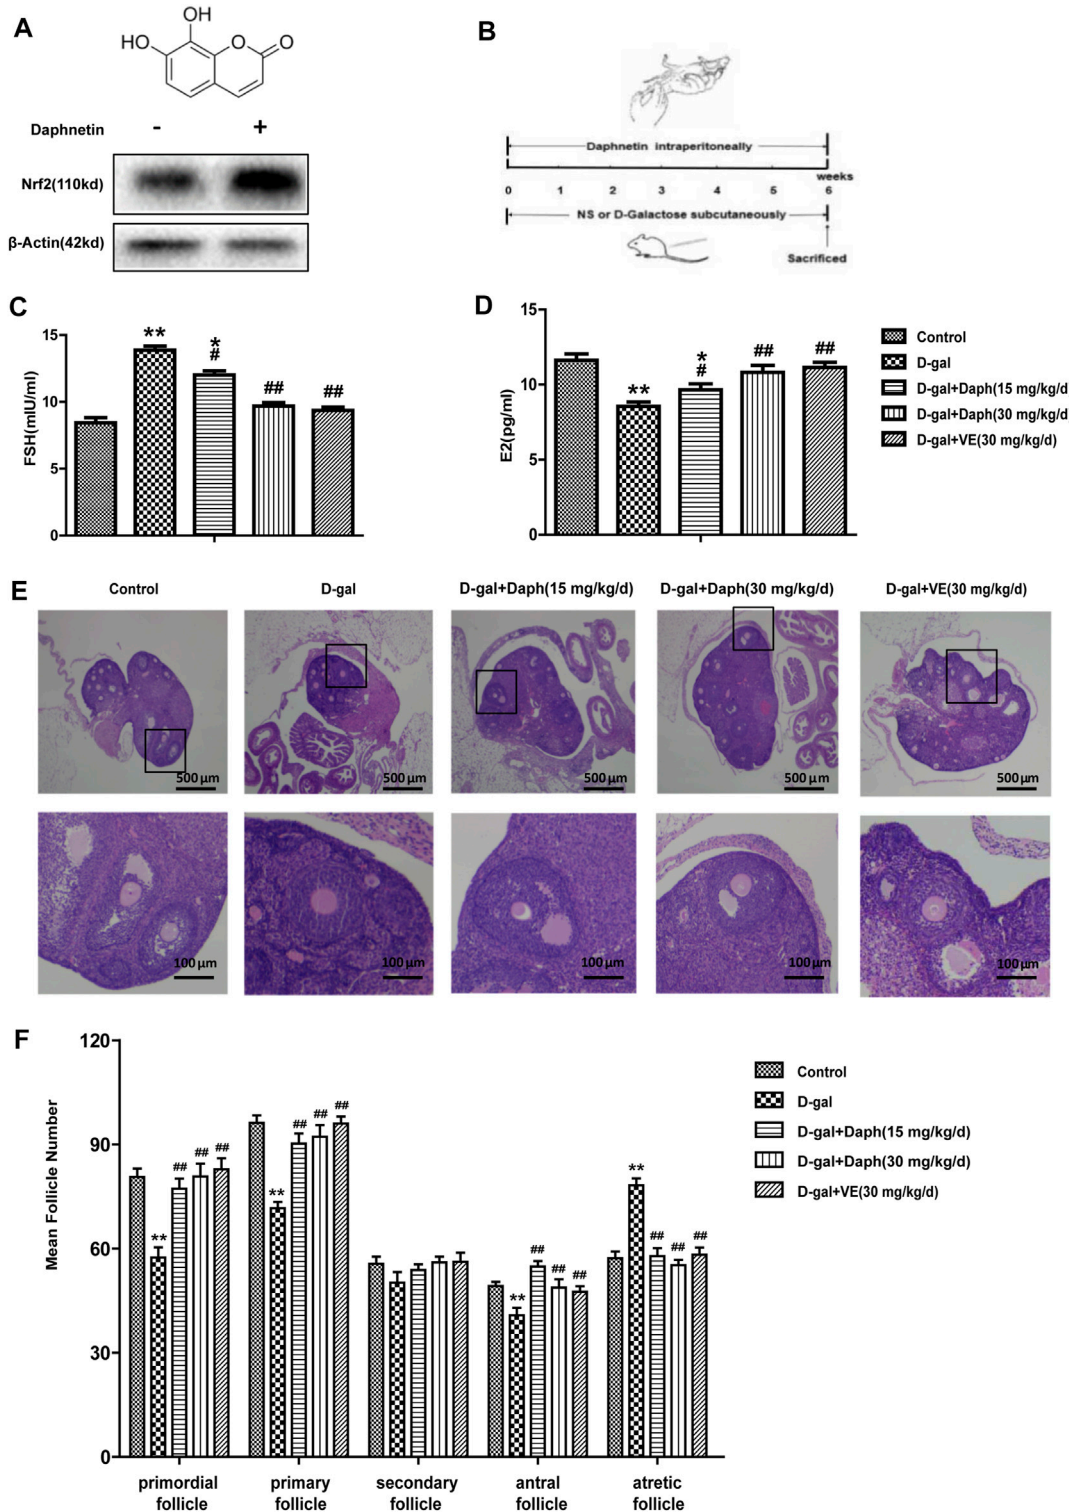 A
OH
HO
O
O
Daphnetin - +
Nrf2(110kd)
β-Actin(42kd)
B
Daphnetin intraperitoneally
weeks
0 1 2 3 4 5 6
NS or D-Galactose subcutaneously
Sacrificed
C
FSH(mIU/ml)
15
10
5
0
**
*
#
##
##
D
E2(pg/ml)
15
10
5
0
**
*
#
##
##
Control
D-gal
D-gal+Daph(15 mg/kg/d
D-gal+Daph(30 mg/kg/d
D-gal+VE(30 mg/kg/d)
E
Control
D-gal
D-gal+Daph(15 mg/kg/d)
D-gal+Daph(30 mg/kg/d)
D-gal+VE(30 mg/kg/d)
500 μm
500 μm
500 μm
500 μm
500 μm
100 μm
100 μm
100 μm
100 μm
100 μm
F
Mean Follicle Number
120
90
60
30
0
**
##
##
##
**
##
##
##
**
##
##
##
**
##
##
##
Control
D-gal
D-gal+Daph(15 mg/kg/d)
D-gal+Daph(30 mg/kg/d)
D-gal+VE(30 mg/kg/d)
primordial
follicle
primary
follicle
secondary
follicle
antral
follicle
atretic
follicle